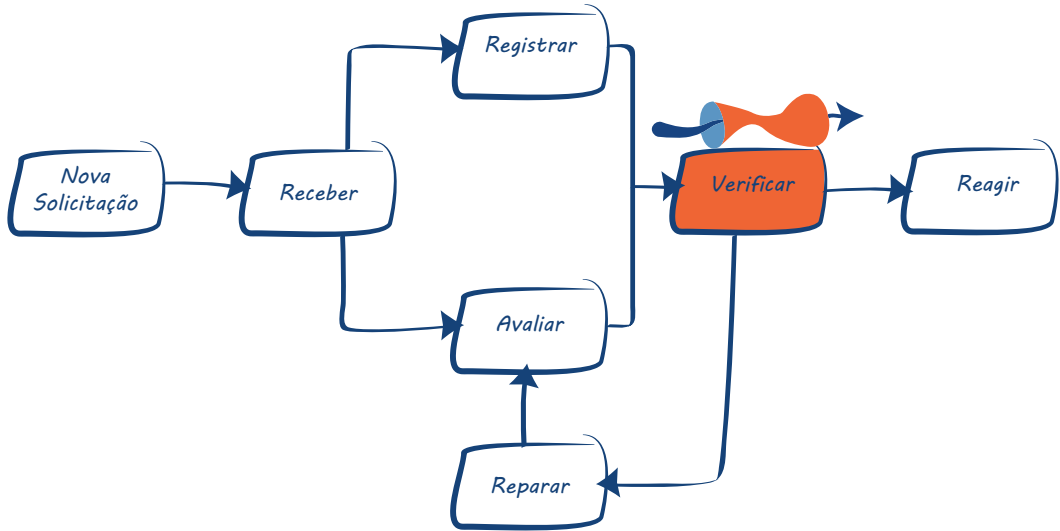 Nova
Solicitação
Receber
Registrar
Avaliar
Reparar
Verificar
Reagir